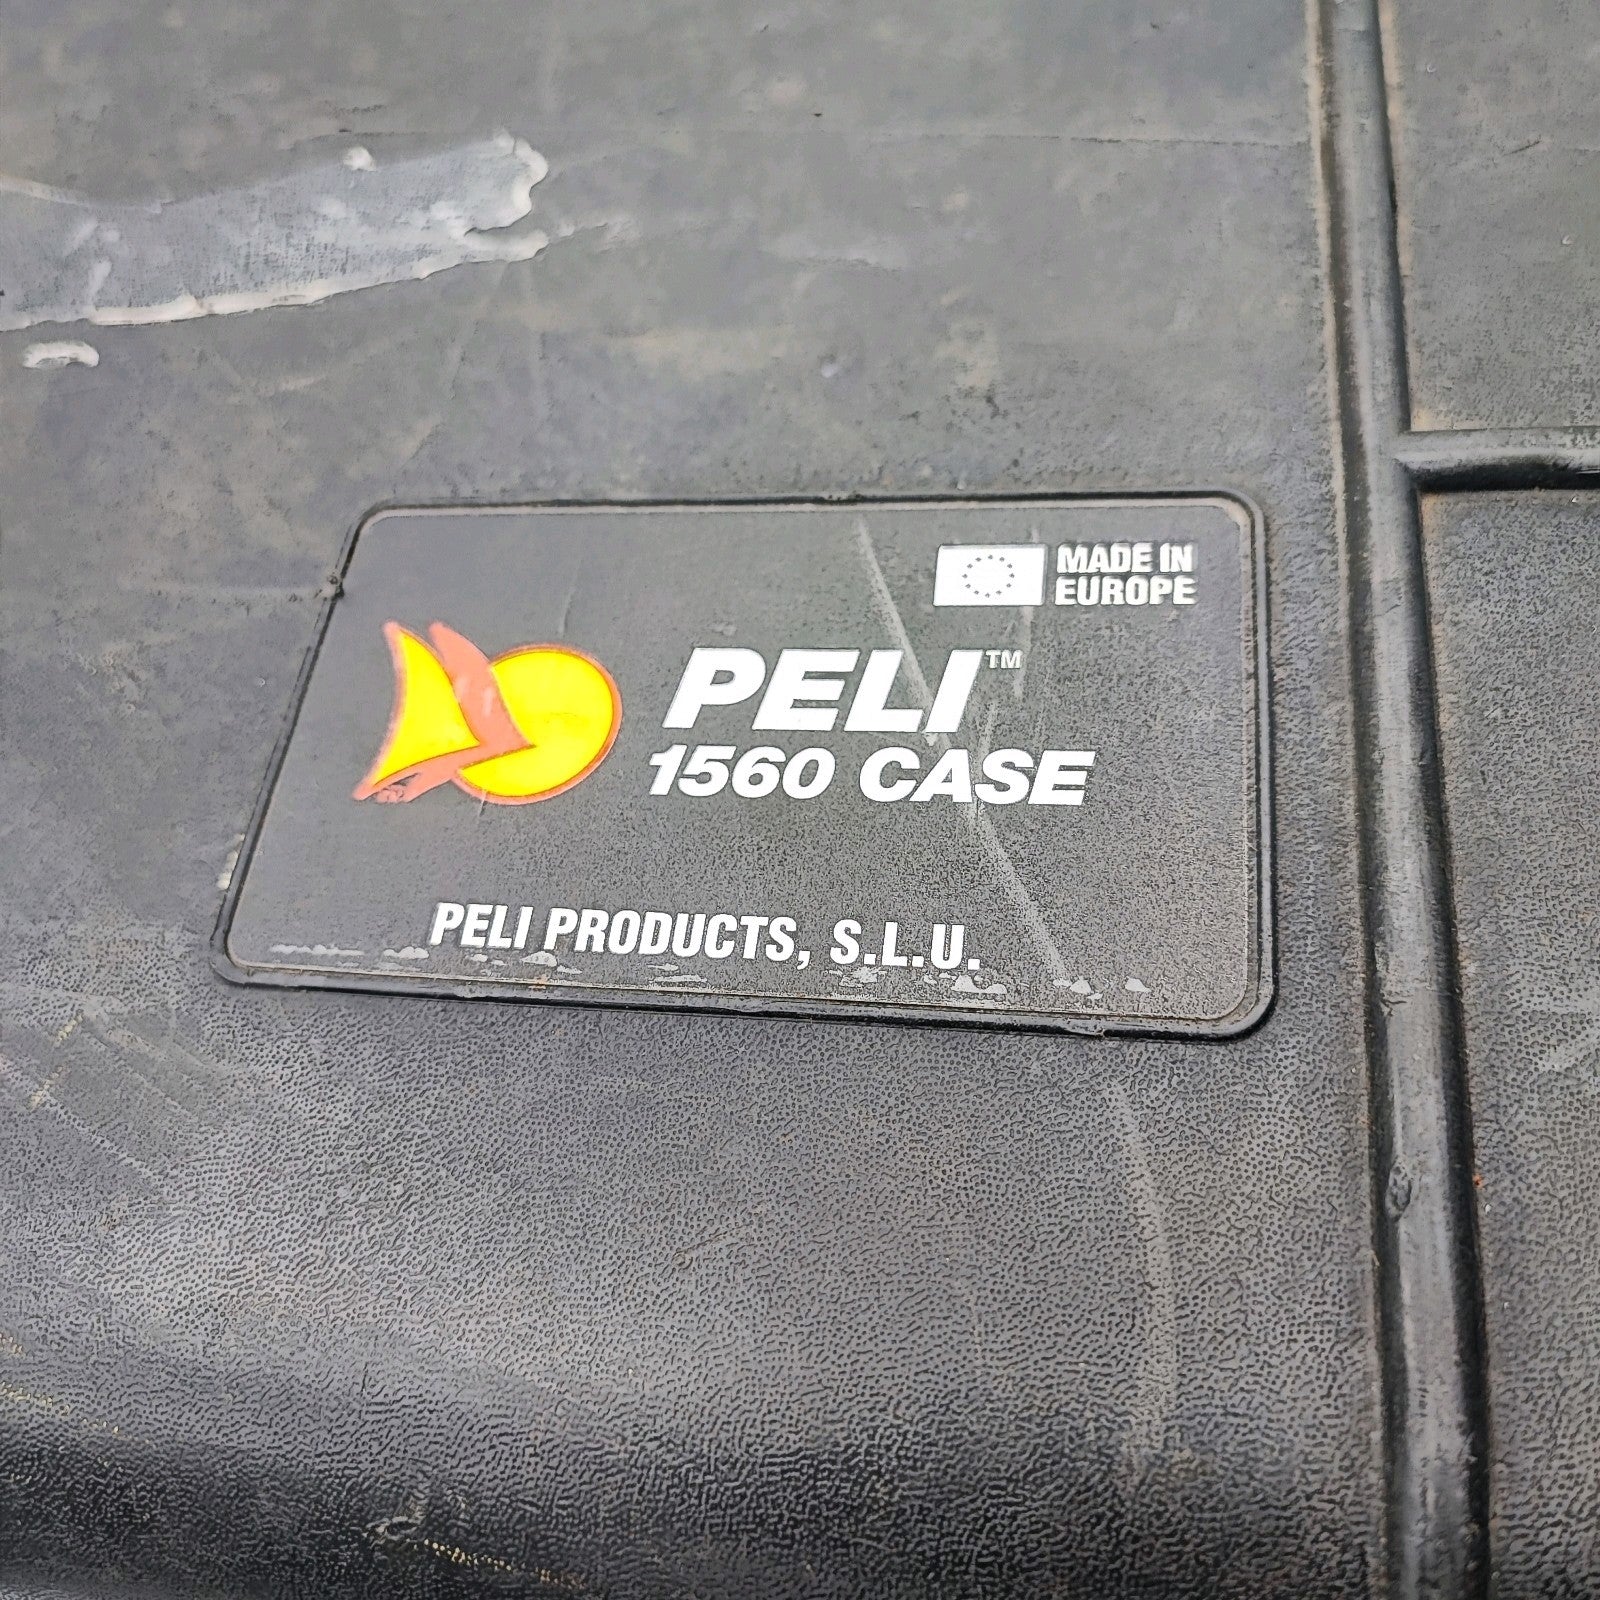 MADE IN
EUROPE
PELI™
1560 CASE
PELI PRODUCTS, S.L.U.